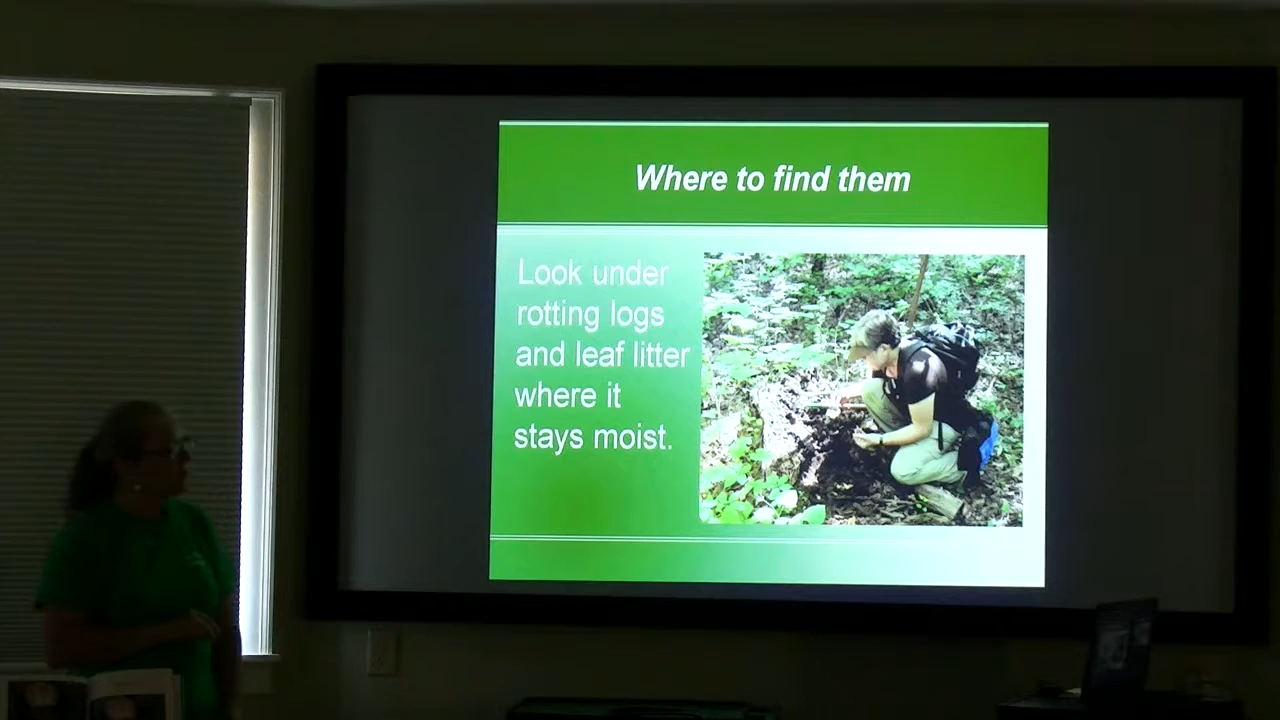 Where to find them
Look under
rotting logs
and leaf litter
where it
stays moist.